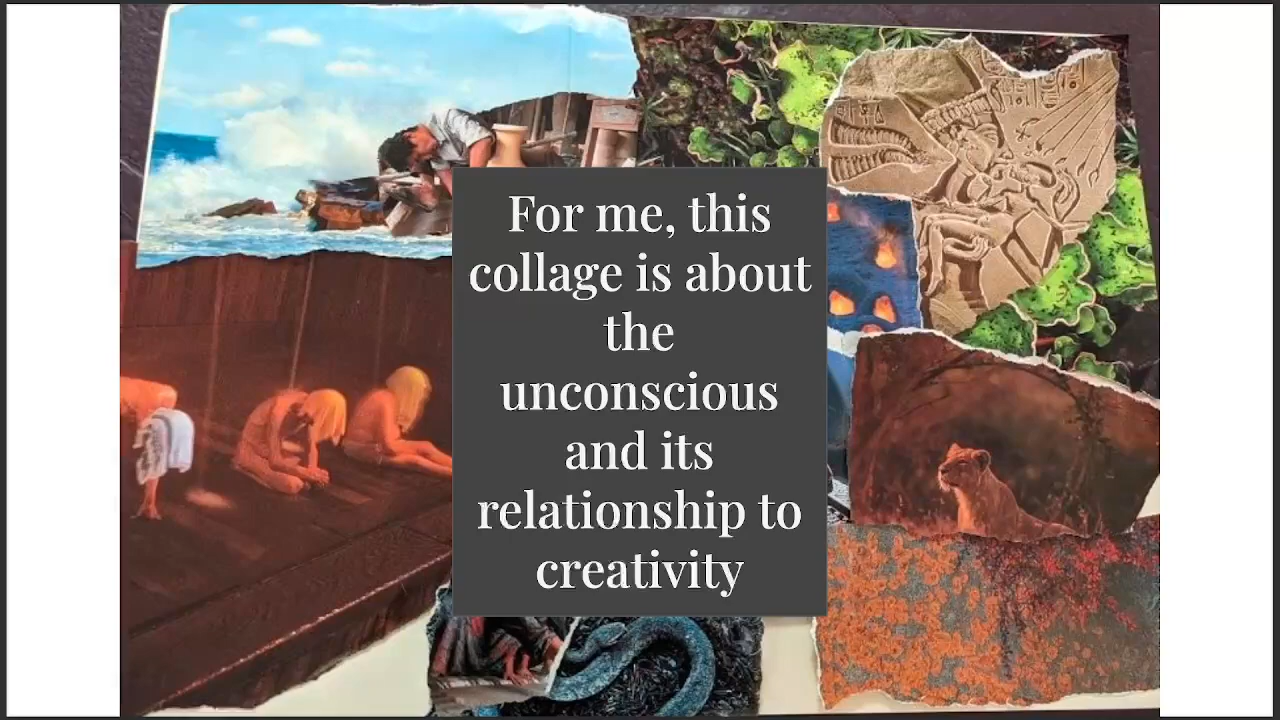 For me, this
collage is about
the
unconscious
and its
relationship to
creativity